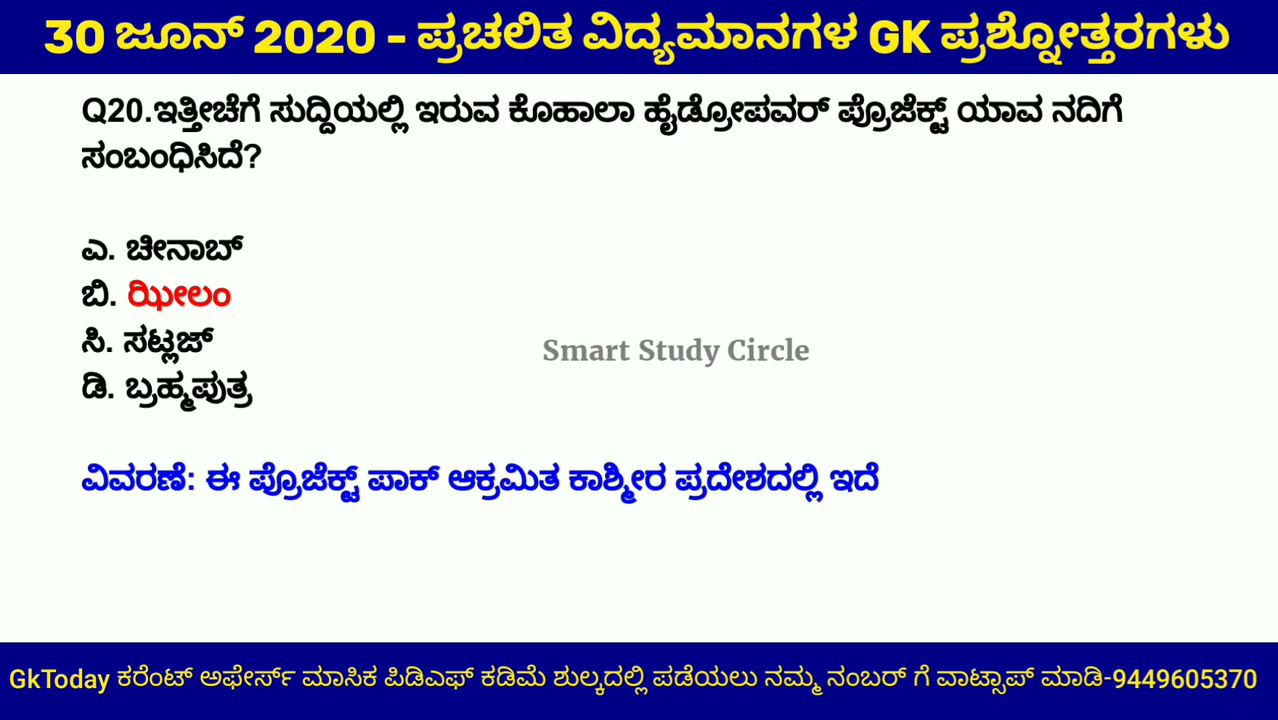 30 ಜೂನ್ 2020 - ಪ್ರಚಲಿತ ವಿದ್ಯಮಾನಗಳ GK ಪ್ರಶ್ನೋತ್ತರಗಳು
Q20.ಇತ್ತೀಚೆಗೆ ಸುದ್ದಿಯಲ್ಲಿ ಇರುವ ಕೊಹಾಲಾ ಹೈಡ್ರೋಪವರ್ ಪ್ರೊಜೆಕ್ಟ್ ಯಾವ ನದಿಗೆ
ಸಂಬಂಧಿಸಿದೆ?
ಎ. ಚೀನಾಬ್
ಬಿ. ಝೀಲಂ
ಸಿ. ಸಟ್ಲಜ್
ಡಿ. ಬ್ರಹ್ಮಪುತ್ರ
Smart Study Circle
ವಿವರಣೆ: ಈ ಪ್ರೊಜೆಕ್ಟ್ ಪಾಕ್ ಆಕ್ರಮಿತ ಕಾಶ್ಮೀರ ಪ್ರದೇಶದಲ್ಲಿ ಇದೆ
GkToday ಕರೆಂಟ್ ಅಫೇರ್ಸ್ ಮಾಸಿಕ ಪಿಡಿಎಫ್ ಕಡಿಮೆ ಶುಲ್ಕದಲ್ಲಿ ಪಡೆಯಲು ನಮ್ಮ ನಂಬರ್ ಗೆ ವಾಟ್ಸಾಪ್ ಮಾಡಿ-9449605370